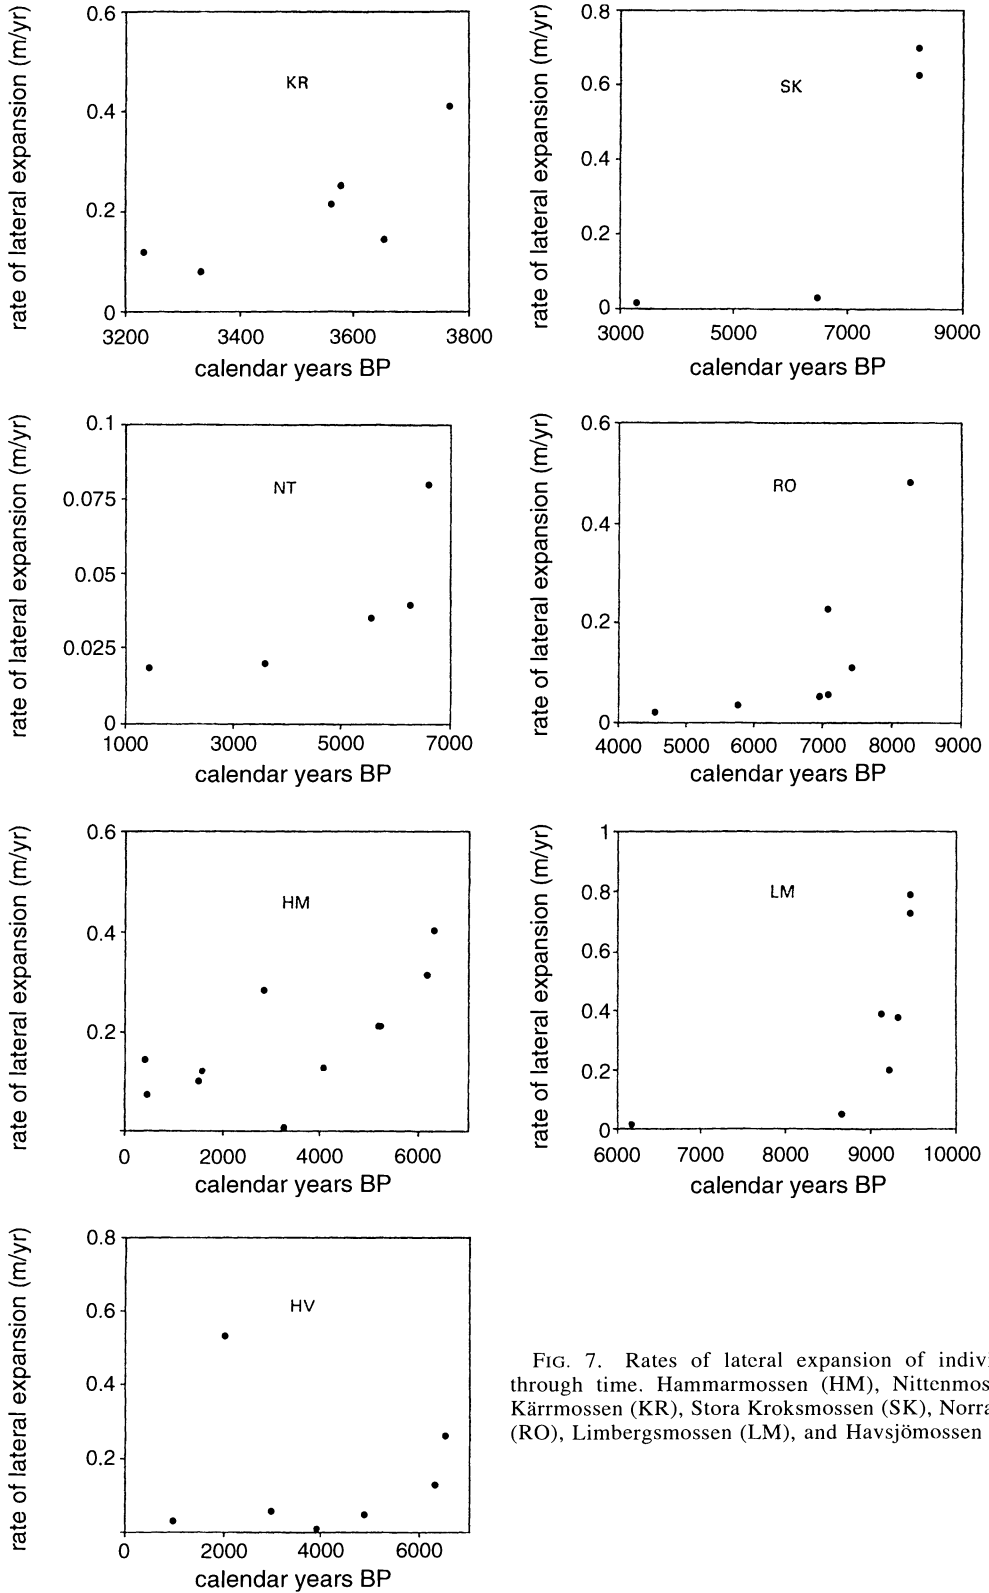 rate of lateral expansion (m/yr)
0.6
0.4
0.2
0
KR
3200 3400 3600 3800
calendar years BP
rate of lateral expansion (m/yr)
0.8
0.6
0.4
0.2
0
SK
3000 5000 7000 9000
calendar years BP
rate of lateral expansion (m/yr)
0.1
0.075
0.05
0.025
0
NT
1000 3000 5000 7000
calendar years BP
rate of lateral expansion (m/yr)
0.6
0.4
0.2
0
RO
4000 5000 6000 7000 8000 9000
calendar years BP
rate of lateral expansion (m/yr)
0.6
0.4
0.2
HM
0 2000 4000 6000
calendar years BP
rate of lateral expansion (m/yr)
1
0.8
0.6
0.4
0.2
0
LM
6000 7000 8000 9000 10000
calendar years BP
rate of lateral expansion (m/yr)
0.8
0.6
0.4
0.2
HV
0 2000 4000 6000
calendar years BP
FIG. 7. Rates of lateral expansion of indivi
through time. Hammarmossen (HM), Nittenmos
Kärrmossen (KR), Stora Kroksmossen (SK), Norra
(RO), Limbergsmossen (LM), and Havsjömossen